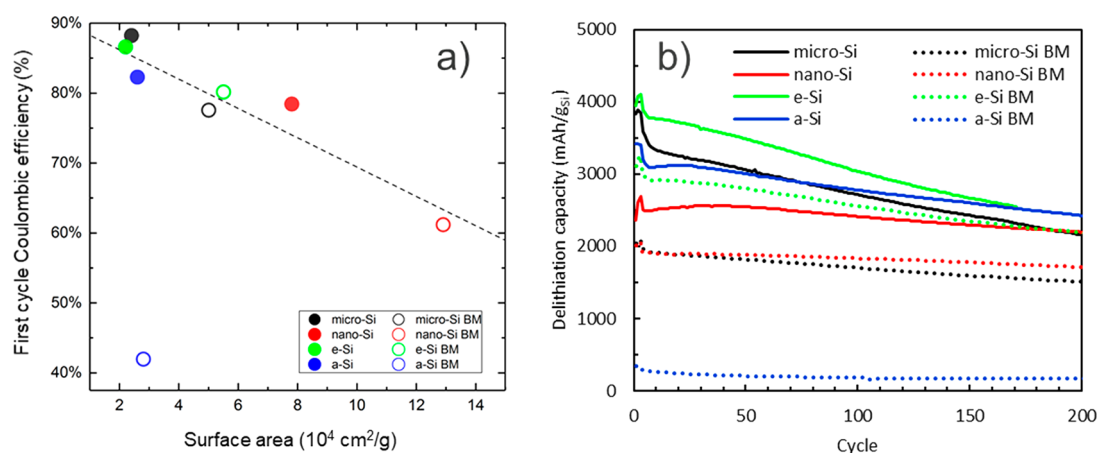 a)
90%
80%
70%
60%
50%
40%
First cycle Coulombic efficiency (%)
micro-Si micro-Si BM
nano-Si nano-Si BM
e-Si e-Si BM
a-Si a-Si BM
2 4 6 8 10 12 14
Surface area (10⁴ cm²/g)
b)
5000
4000
3000
2000
1000
0
Delithiation capacity (mAh/gSi)
micro-Si micro-Si BM
nano-Si nano-Si BM
e-Si e-Si BM
a-Si a-Si BM
0 50 100 150 200
Cycle